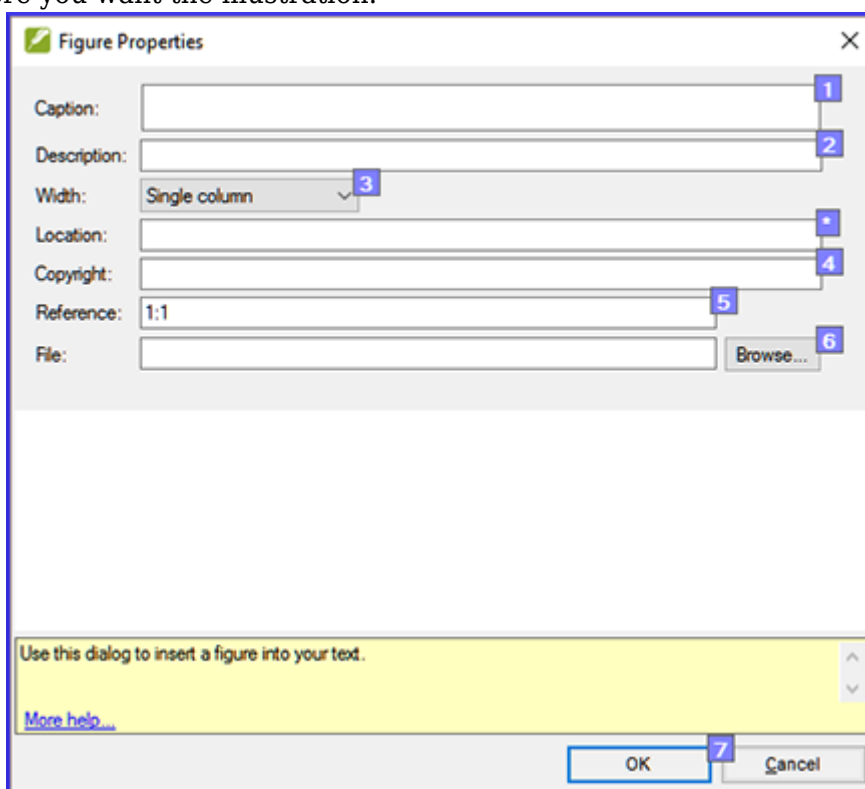 ere you want the illustration.
Figure Properties
Caption: 1
Description: 2
Width: Single column 3
Location: *
Copyright: 4
Reference: 1:1 5
File: Browse... 6
Use this dialog to insert a figure into your text.
More help...
OK 7 Cancel